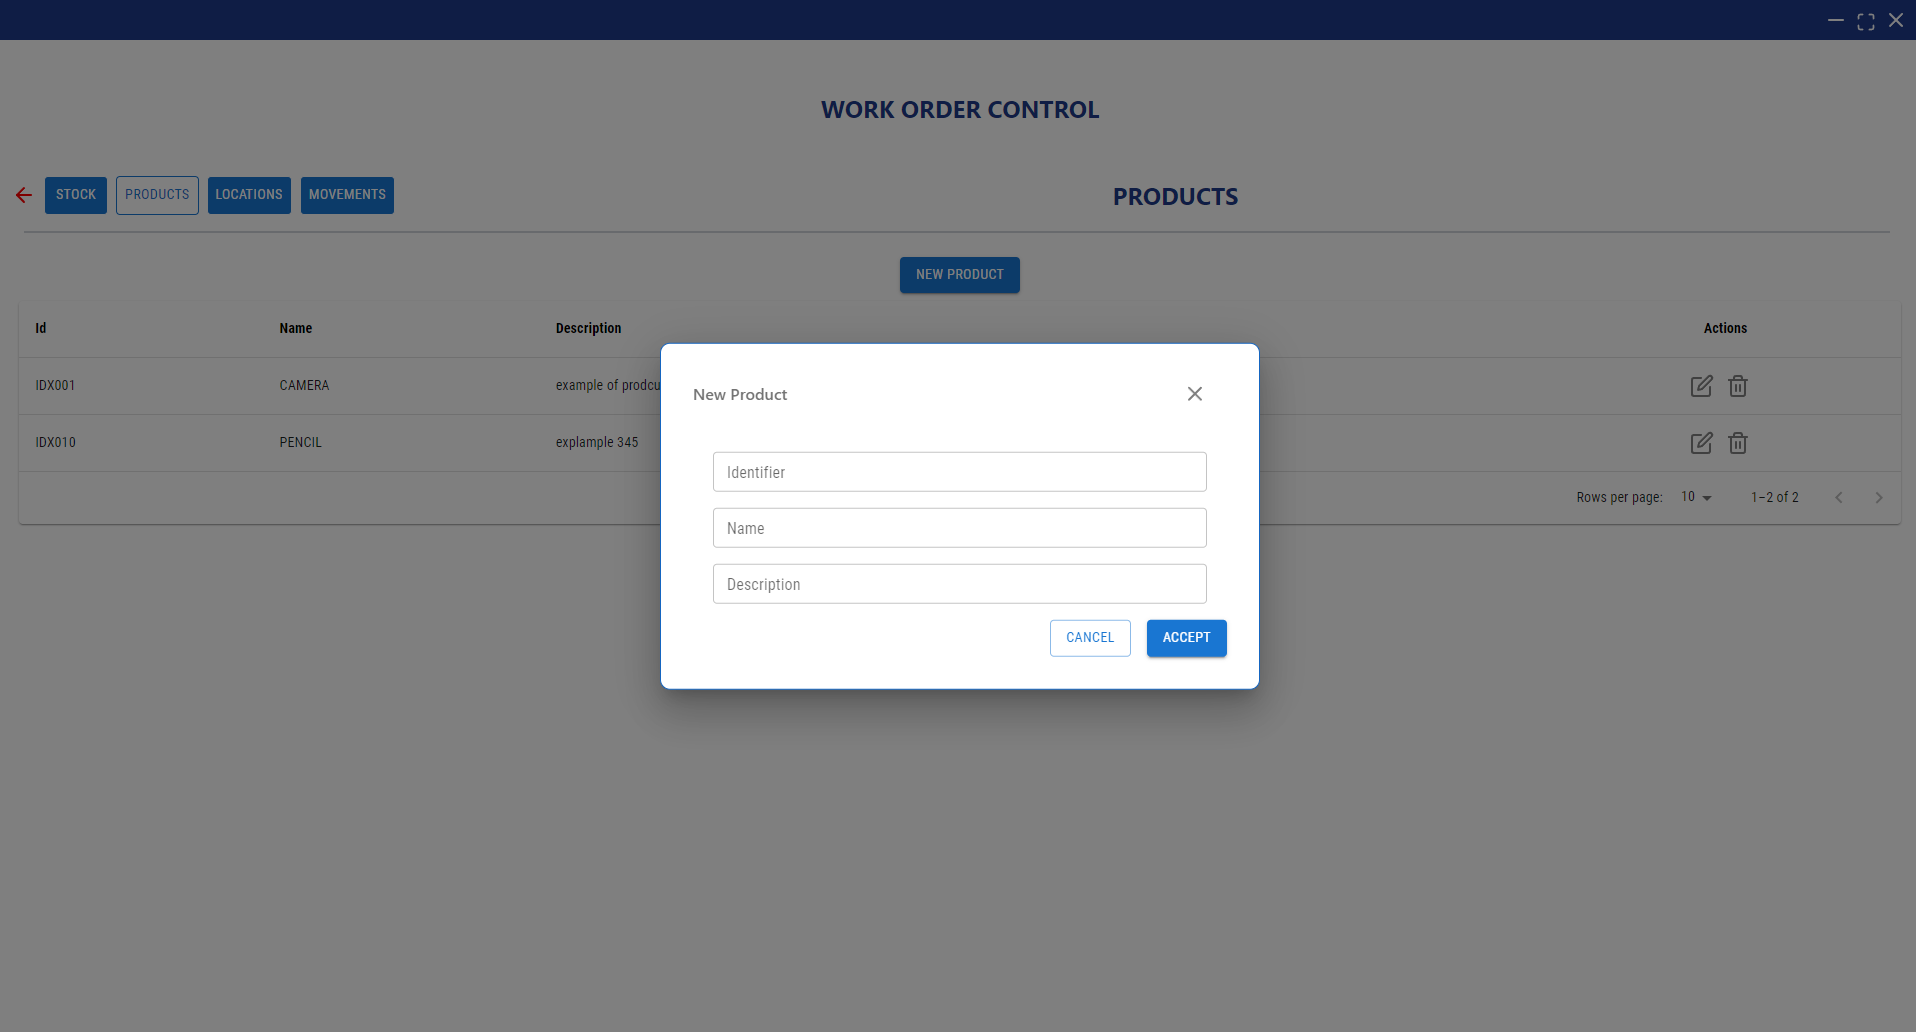 WORK ORDER CONTROL
STOCK PRODUCTS LOCATIONS MOVEMENTS PRODUCTS
NEW PRODUCT
Id Name Description Actions
IDX001 CAMERA example of prodcu
IDX010 PENCIL explample 345
Rows per page: 10 1–2 of 2
New Product
Identifier
Name
Description
CANCEL ACCEPT